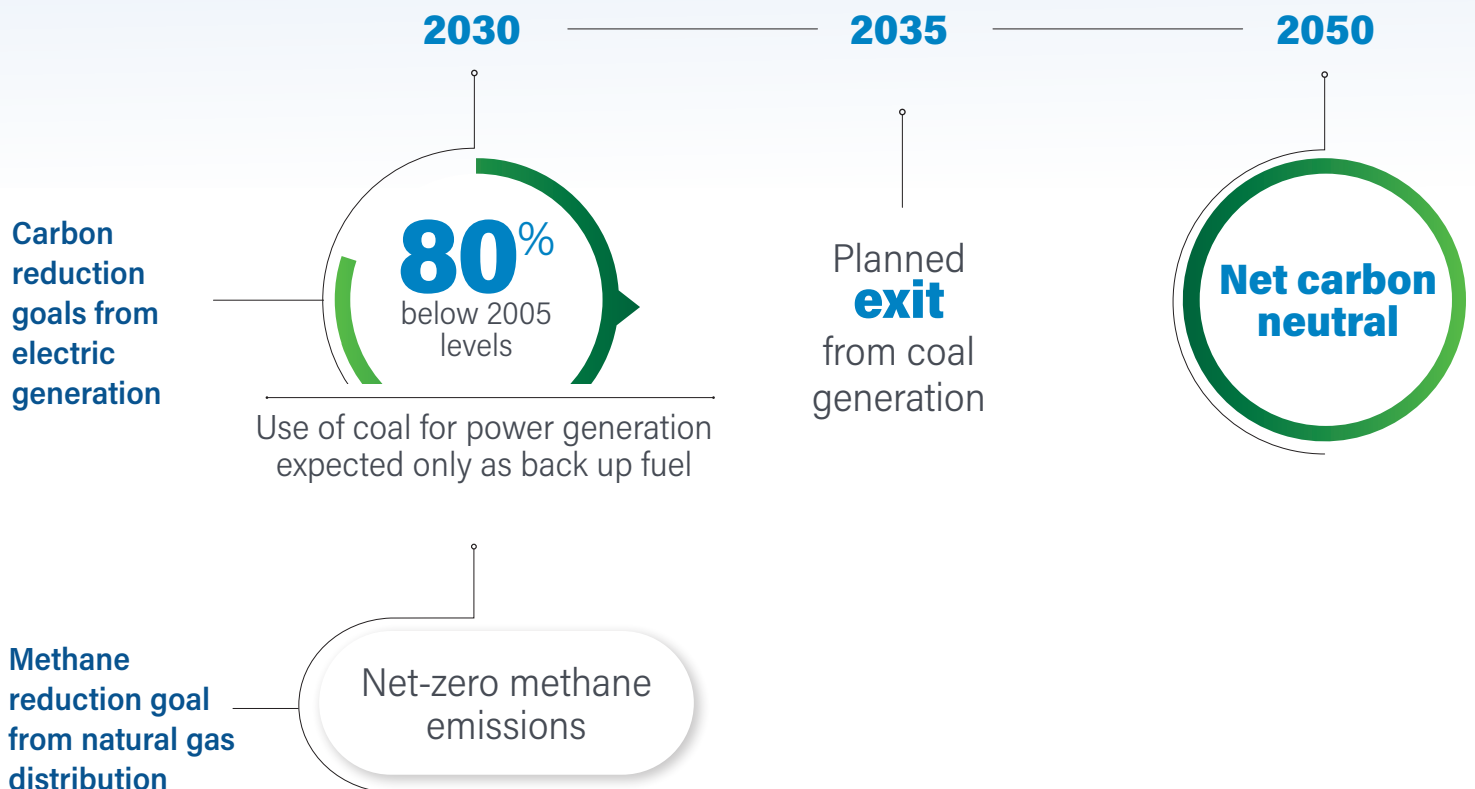 2030
2035
2050
Carbon
reduction
goals from
electric
generation
80%
below 2005
levels
Use of coal for power generation
expected only as back up fuel
Planned
exit
from coal
generation
Net carbon
neutral
Methane
reduction goal
from natural gas
distribution
Net-zero methane
emissions